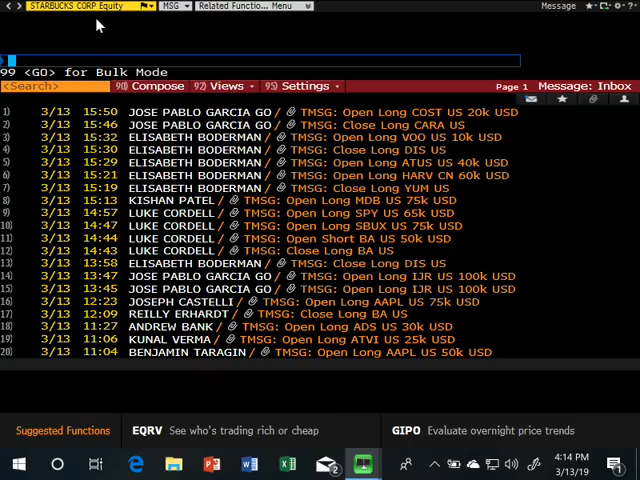 STARBUCKS CORP Equity MSG Related Functio... Menu Message
99 <GO> for Bulk Mode
<Search> 90) Compose 92) Views 95) Settings Page 1 Message: Inbox
1) 3/13 15:50 JOSE PABLO GARCIA GO/ TMSG: Open Long COST US 20k USD
2) 3/13 15:46 JOSE PABLO GARCIA GO/ TMSG: Close Long CARA US
3) 3/13 15:32 ELISABETH BODERMAN/ TMSG: Open Long VOO US 10k USD
4) 3/13 15:30 ELISABETH BODERMAN/ TMSG: Close Long DIS US
5) 3/13 15:29 ELISABETH BODERMAN/ TMSG: Open Long ATUS US 40k USD
6) 3/13 15:21 ELISABETH BODERMAN/ TMSG: Open Long HARV CN 60k USD
7) 3/13 15:19 ELISABETH BODERMAN/ TMSG: Close Long YUM US
8) 3/13 15:13 KISHAN PATEL/ TMSG: Open Long MDB US 75k USD
9) 3/13 14:57 LUKE CORDELL/ TMSG: Open Long SPY US 65k USD
10) 3/13 14:47 LUKE CORDELL/ TMSG: Open Long SBUX US 75k USD
11) 3/13 14:44 LUKE CORDELL/ TMSG: Open Short BA US 50k USD
12) 3/13 14:43 LUKE CORDELL/ TMSG: Close Long BA US
13) 3/13 13:58 ELISABETH BODERMAN/ TMSG: Close Long DIS US
14) 3/13 13:47 JOSE PABLO GARCIA GO/ TMSG: Open Long IJR US 100k USD
15) 3/13 13:45 JOSE PABLO GARCIA GO/ TMSG: Open Long IJR US 100k USD
16) 3/13 12:23 JOSEPH CASTELLI/ TMSG: Open Long AAPL US 75k USD
17) 3/13 12:09 REILLY ERHARDT/ TMSG: Close Long BA US
18) 3/13 11:27 ANDREW BANK/ TMSG: Open Long ADS US 30k USD
19) 3/13 11:06 KUNAL VERMA/ TMSG: Open Long ATVI US 25k USD
20) 3/13 11:04 BENJAMIN TARAGIN/ TMSG: Open Long AAPL US 50k USD
Suggested Functions EQRV See who's trading rich or cheap GIPO Evaluate overnight price trends
4:14 PM
3/13/19